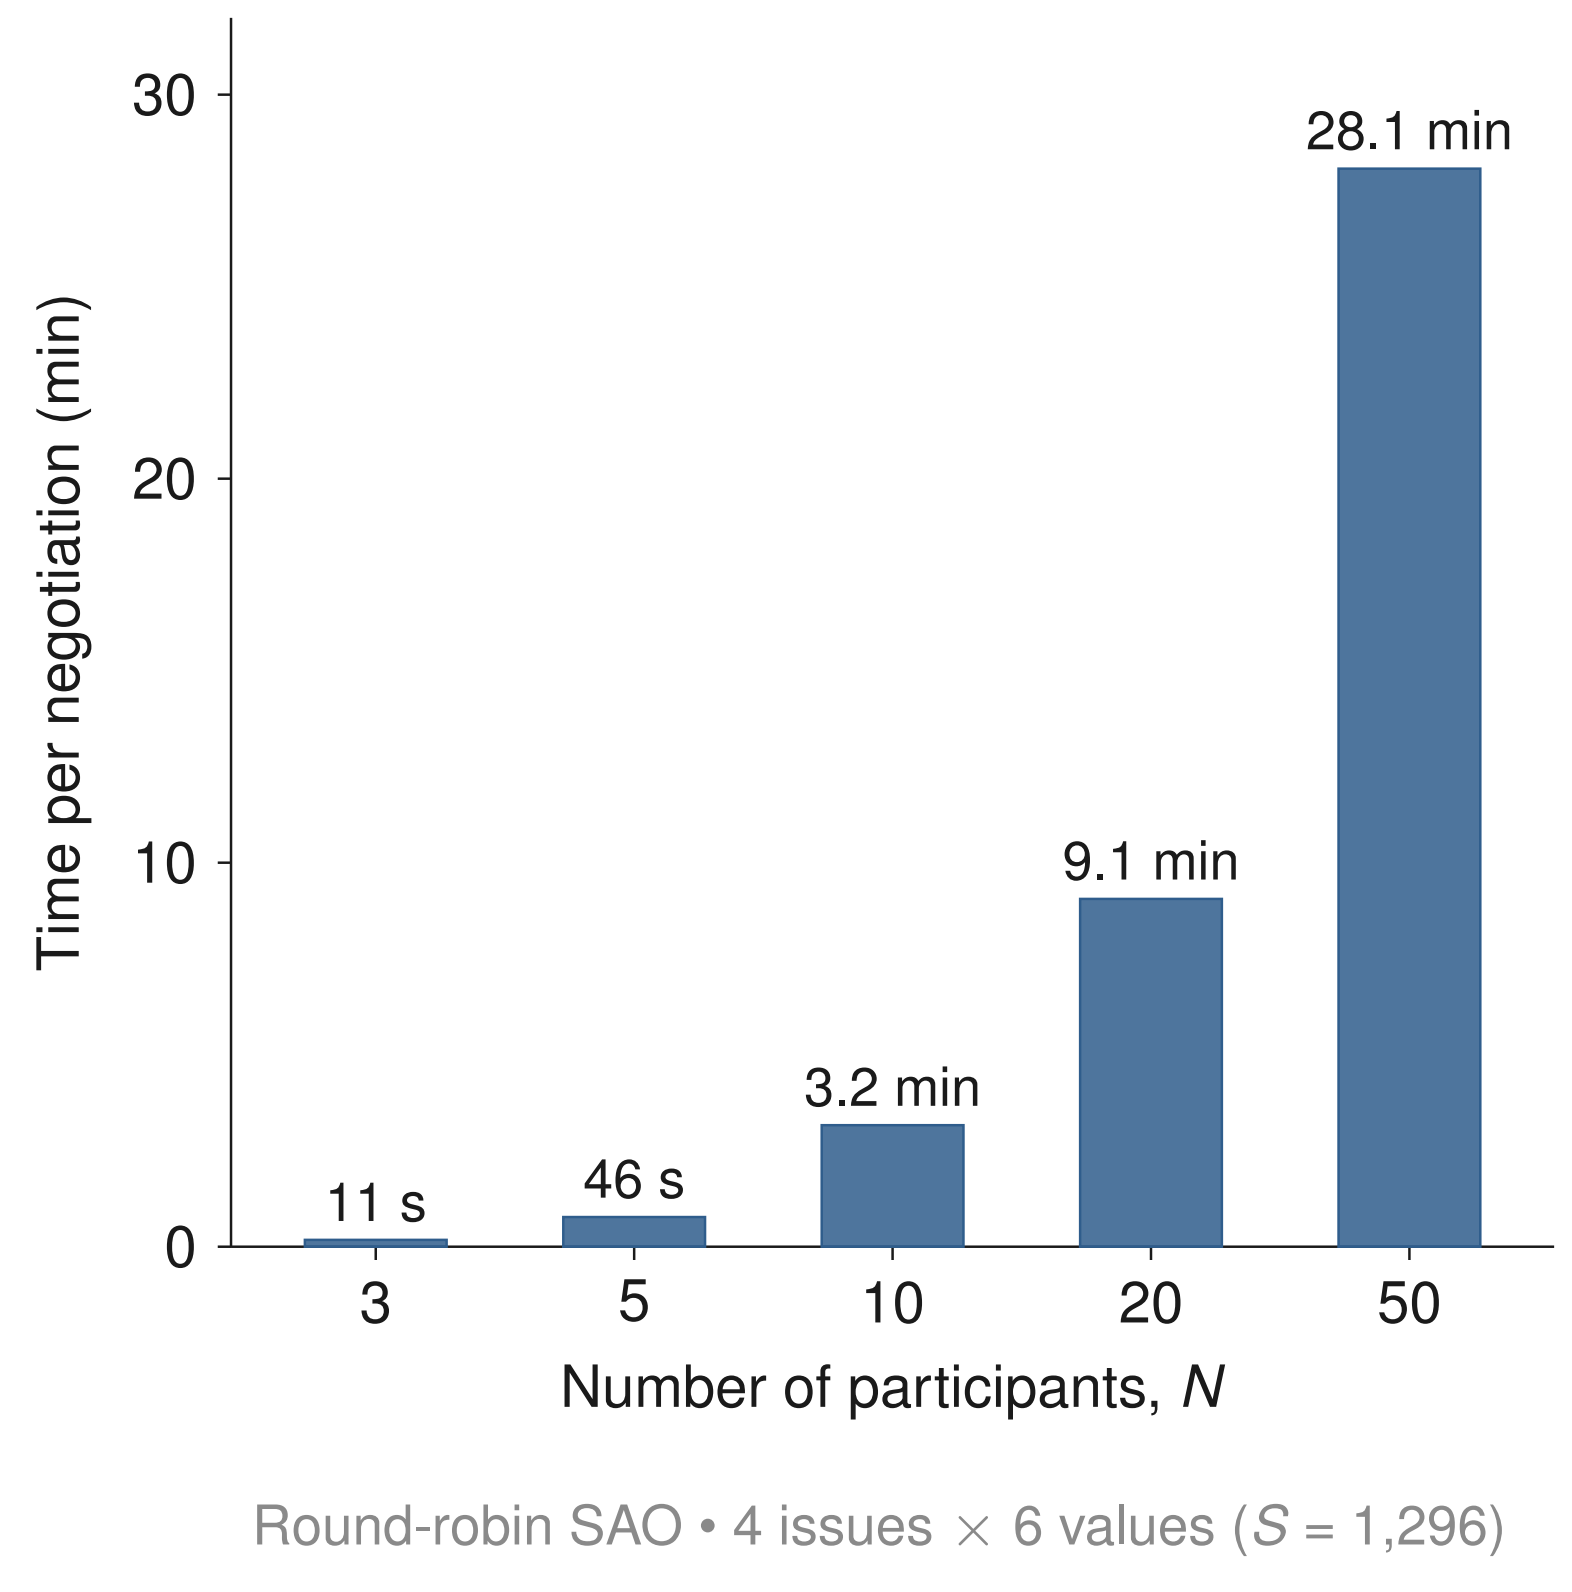 30
20
10
0
Time per negotiation (min)
11 s
46 s
3.2 min
9.1 min
28.1 min
3
5
10
20
50
Number of participants, N
Round-robin SAO • 4 issues × 6 values (S = 1,296)